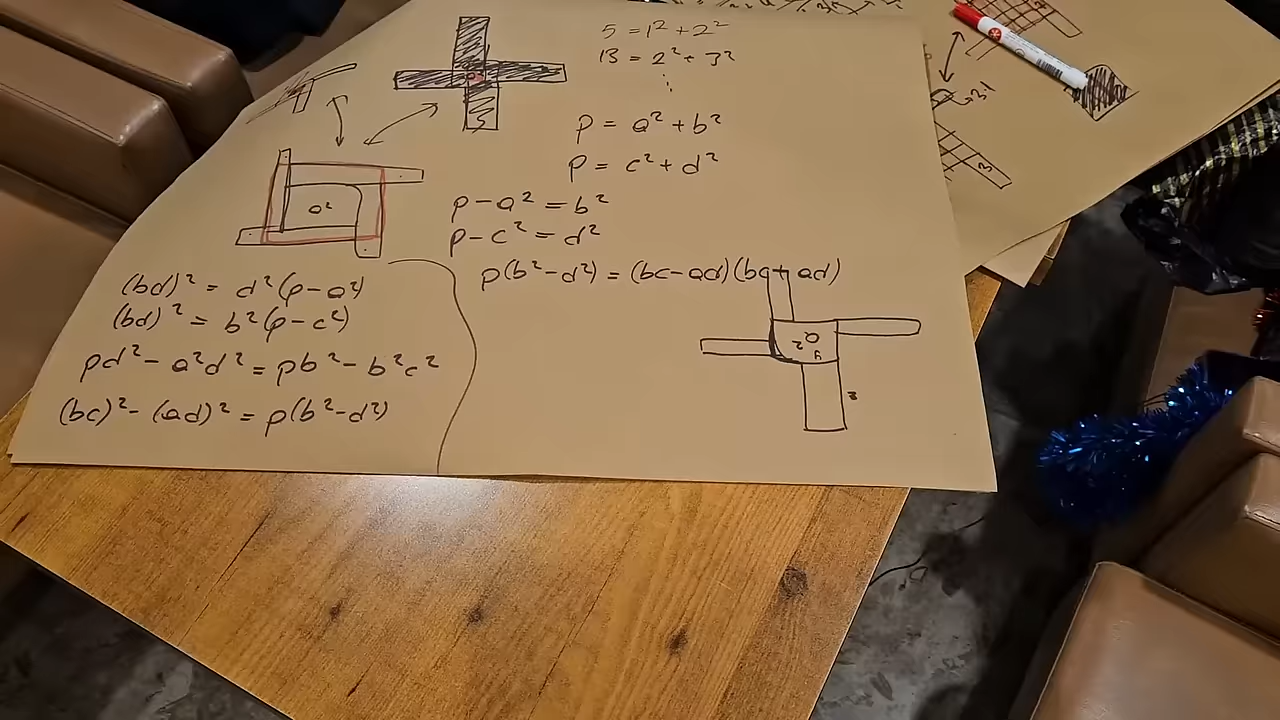 5 = 1² + 2²
13 = 2² + 3²
⋮
p = a² + b²
p = c² + d²
a²
p - a² = b²
p - c² = d²
p(b² - d²) = (bc - ad)(bc + ad)
(bd)² = d²(p - a²)
(bd)² = b²(p - c²)
pd² - a²d² = pb² - b²c²
(bc)² - (ad)² = p(b² - d²)
3